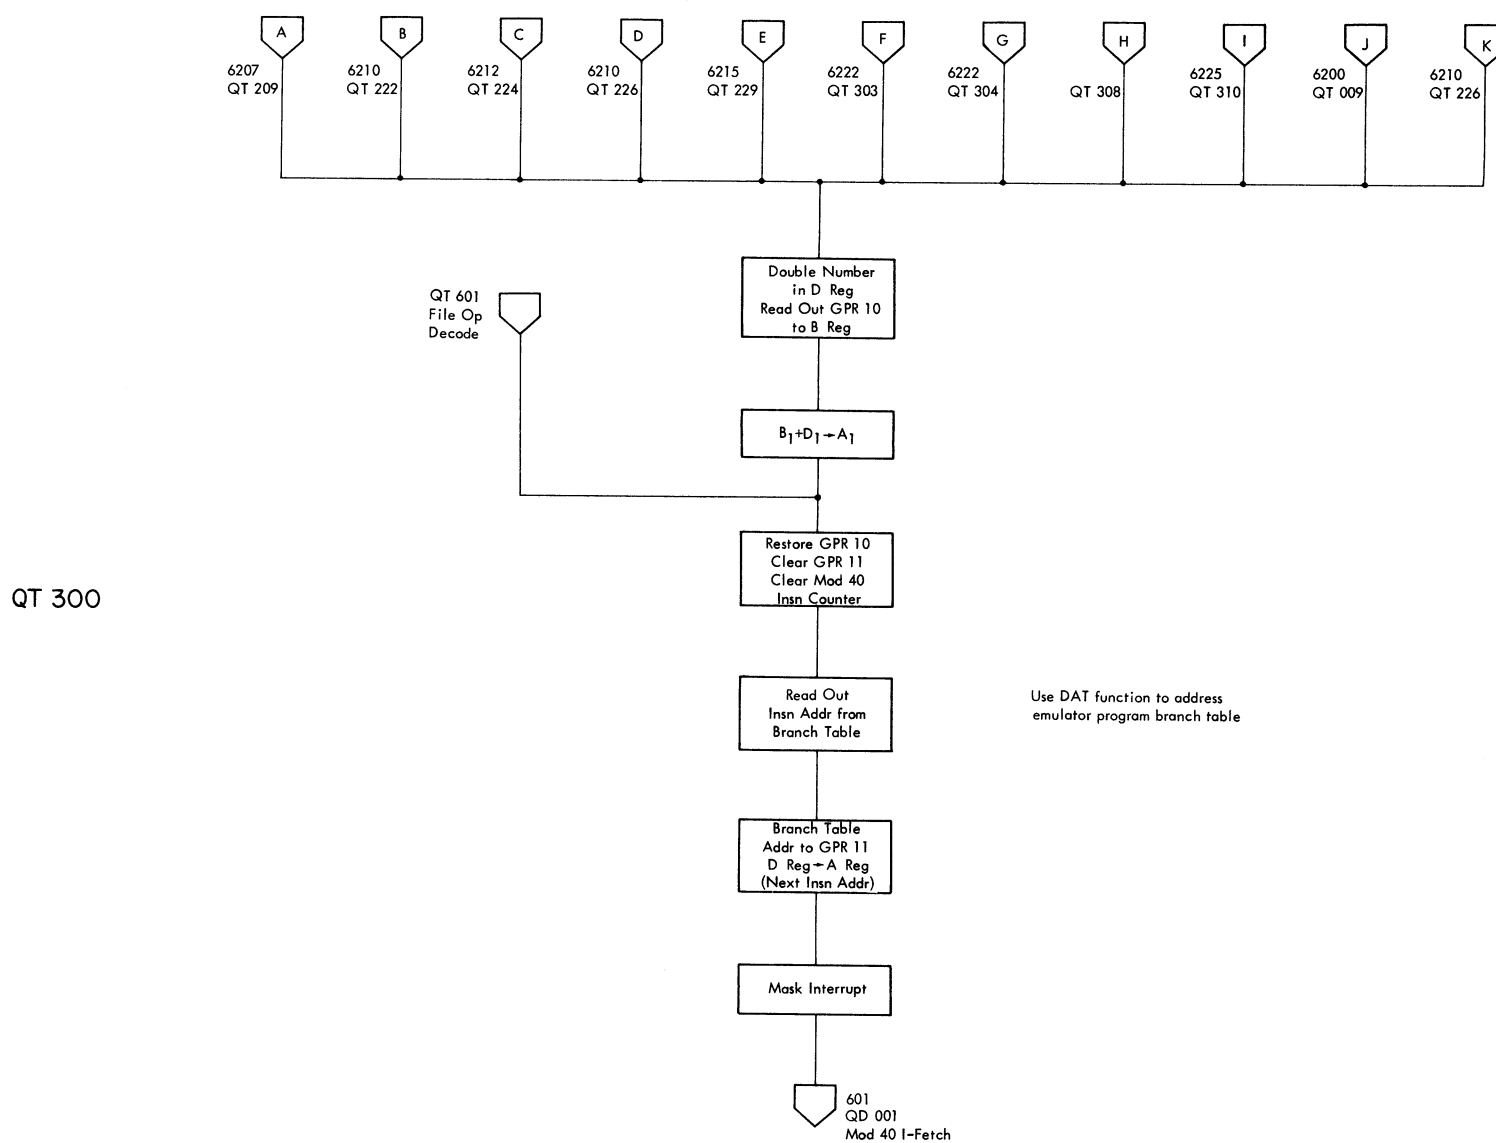 A
B
C
D
E
F
G
H
I
J
K
6207
QT 209
6210
QT 222
6212
QT 224
6210
QT 226
6215
QT 229
6222
QT 303
6222
QT 304
QT 308
6225
QT 310
6200
QT 009
6210
QT 226
Double Number
in D Reg
Read Out GPR 10
to B Reg
QT 601
File Op
Decode
B₁+D₁→A₁
Restore GPR 10
Clear GPR 11
Clear Mod 40
Insn Counter
QT 300
Read Out
Insn Addr from
Branch Table
Use DAT function to address
emulator program branch table
Branch Table
Addr to GPR 11
D Reg→A Reg
(Next Insn Addr)
Mask Interrupt
601
QD 001
Mod 40 I-Fetch